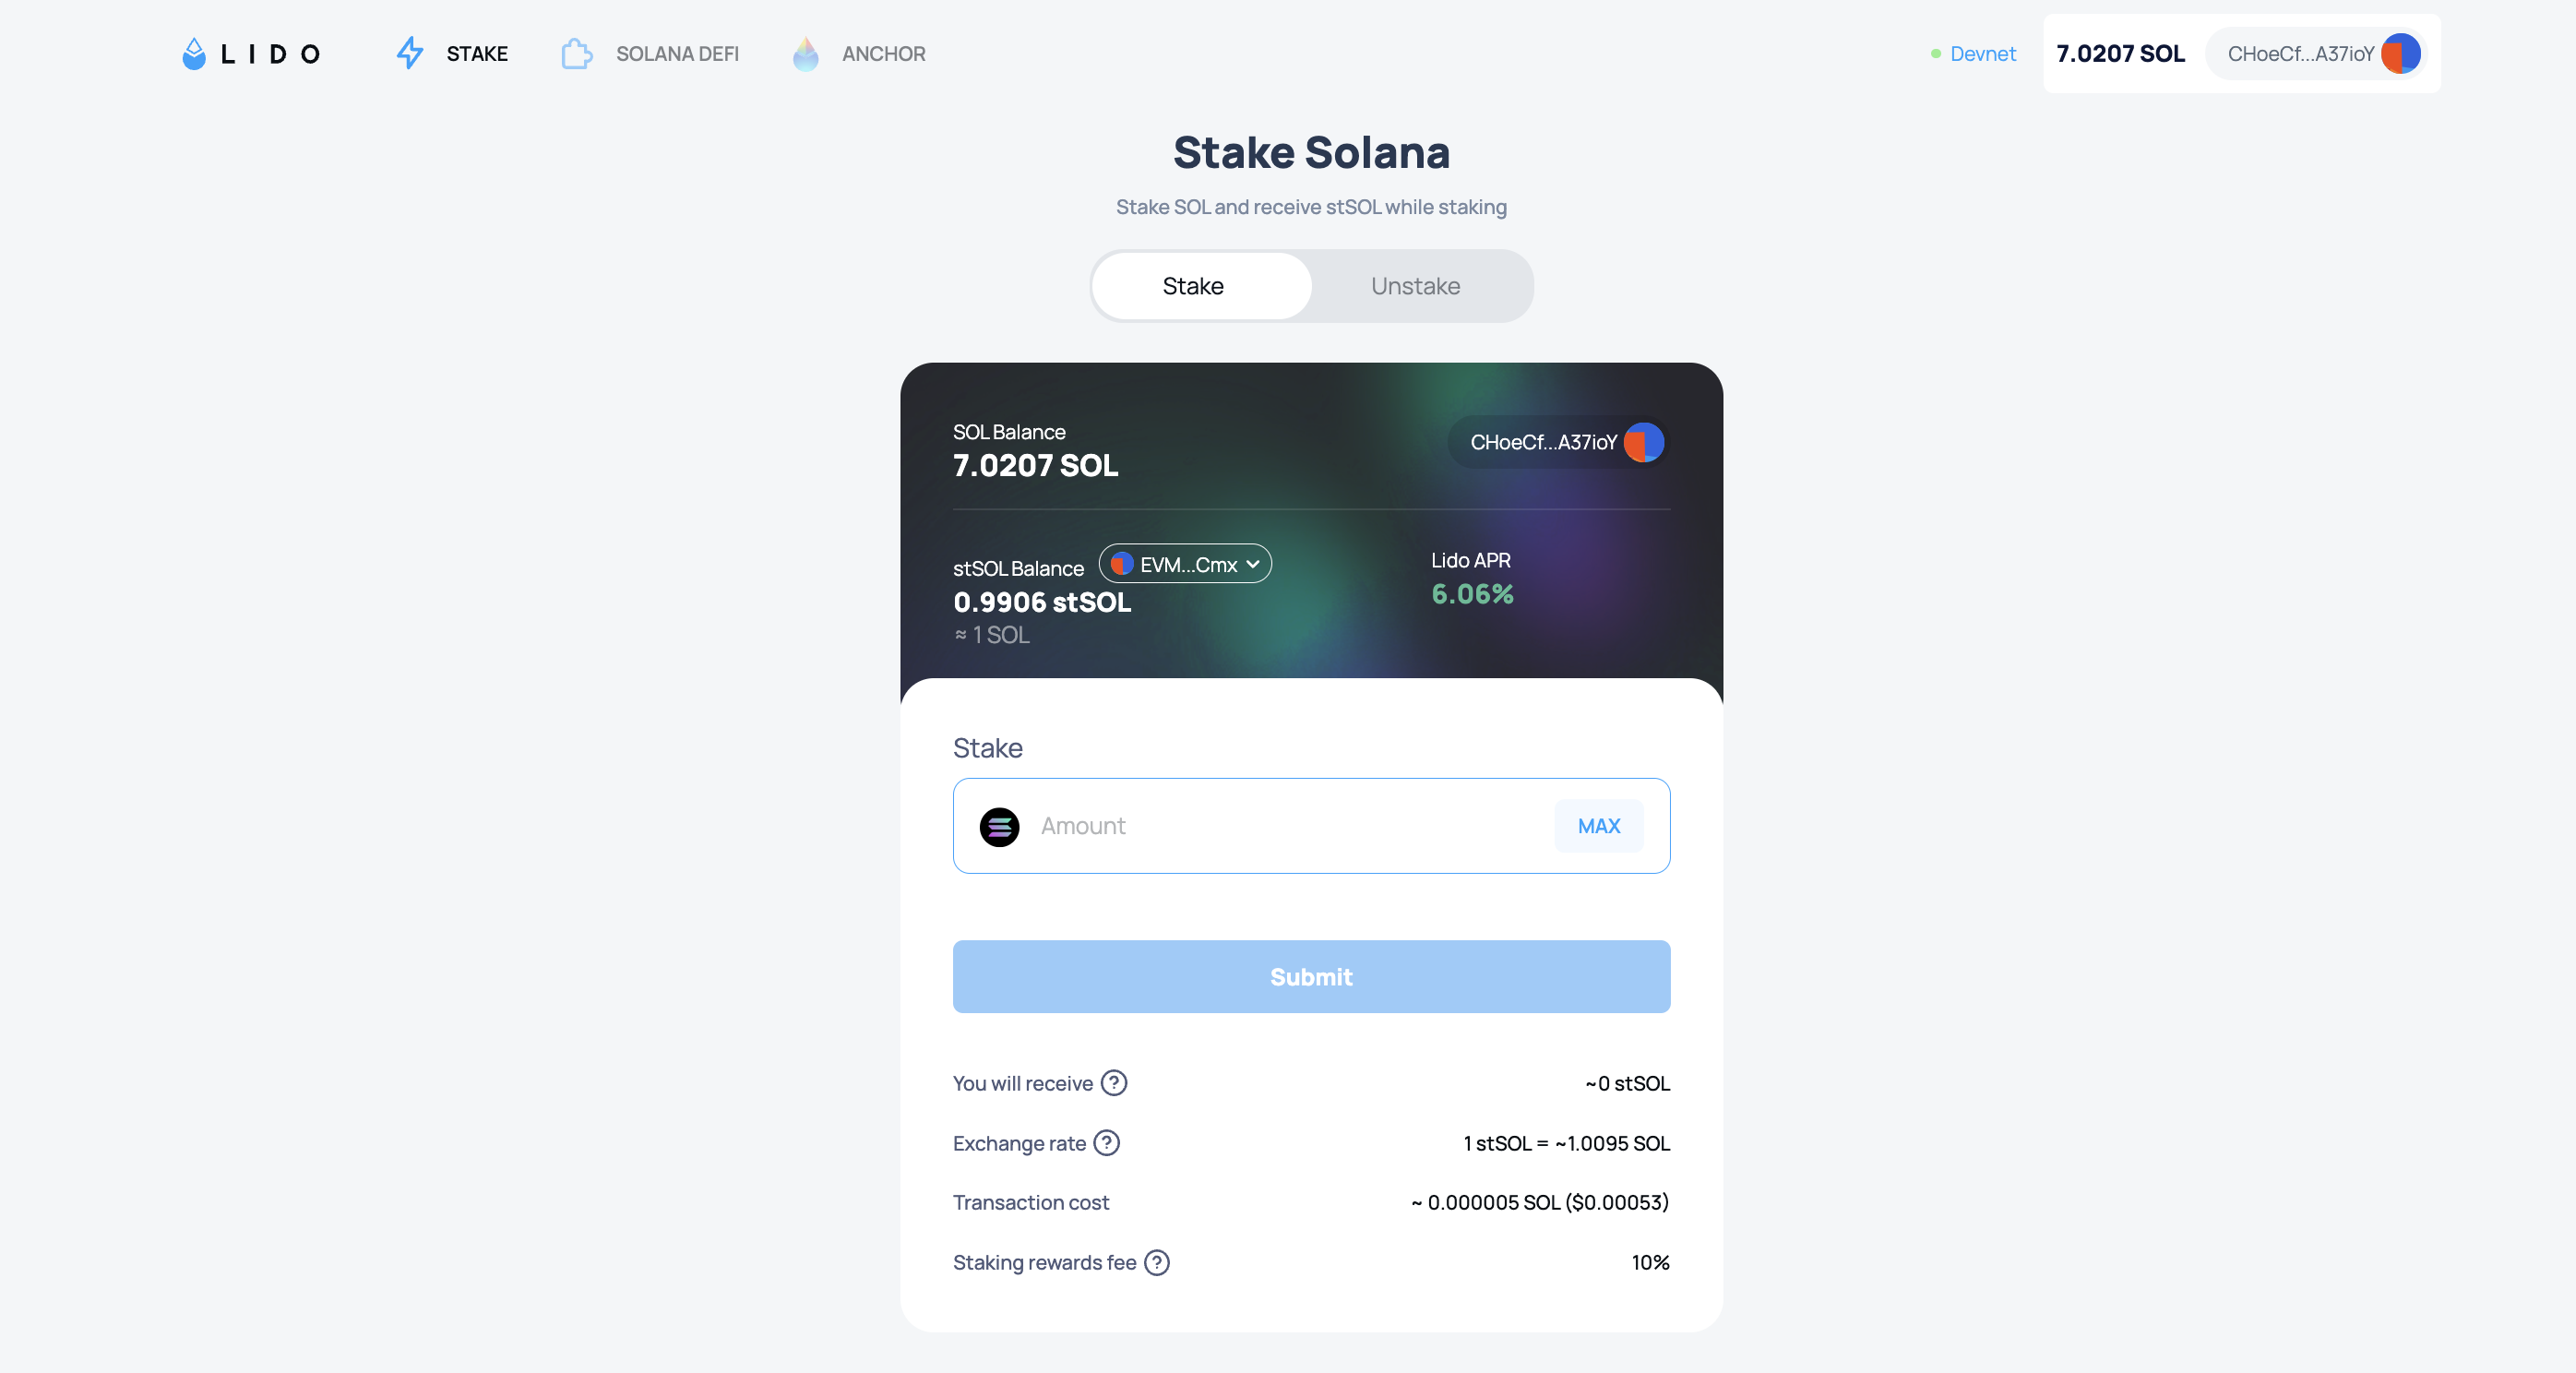 LIDO STAKE SOLANA DEFI ANCHOR Devnet 7.0207 SOL CHoeCf...A37ioY
Stake Solana
Stake SOL and receive stSOL while staking
Stake Unstake
SOL Balance
7.0207 SOL
CHoeCf...A37ioY
stSOL Balance EVM...Cmx
0.9906 stSOL
≈ 1 SOL
Lido APR
6.06%
Stake
Amount MAX
Submit
You will receive ? ~0 stSOL
Exchange rate ? 1 stSOL = ~1.0095 SOL
Transaction cost ~ 0.000005 SOL ($0.00053)
Staking rewards fee ? 10%